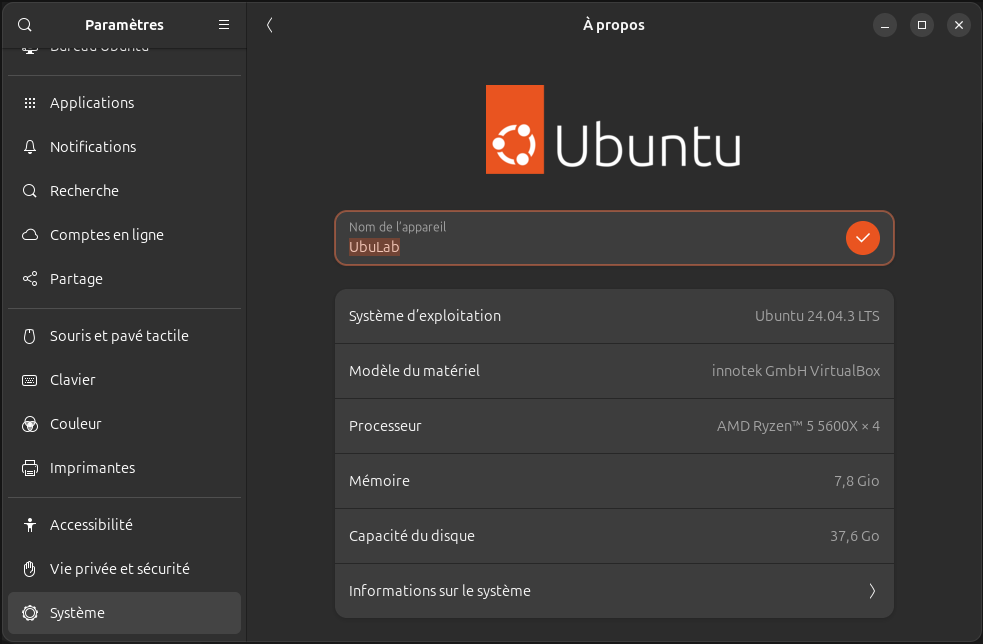 Paramètres
À propos
Bureau Ubuntu
Applications
Notifications
Recherche
Comptes en ligne
Partage
Souris et pavé tactile
Clavier
Couleur
Imprimantes
Accessibilité
Vie privée et sécurité
Système
Ubuntu
Nom de l’appareil
UbuLab
Système d’exploitation
Ubuntu 24.04.3 LTS
Modèle du matériel
innotek GmbH VirtualBox
Processeur
AMD Ryzen™ 5 5600X × 4
Mémoire
7,8 Gio
Capacité du disque
37,6 Go
Informations sur le système